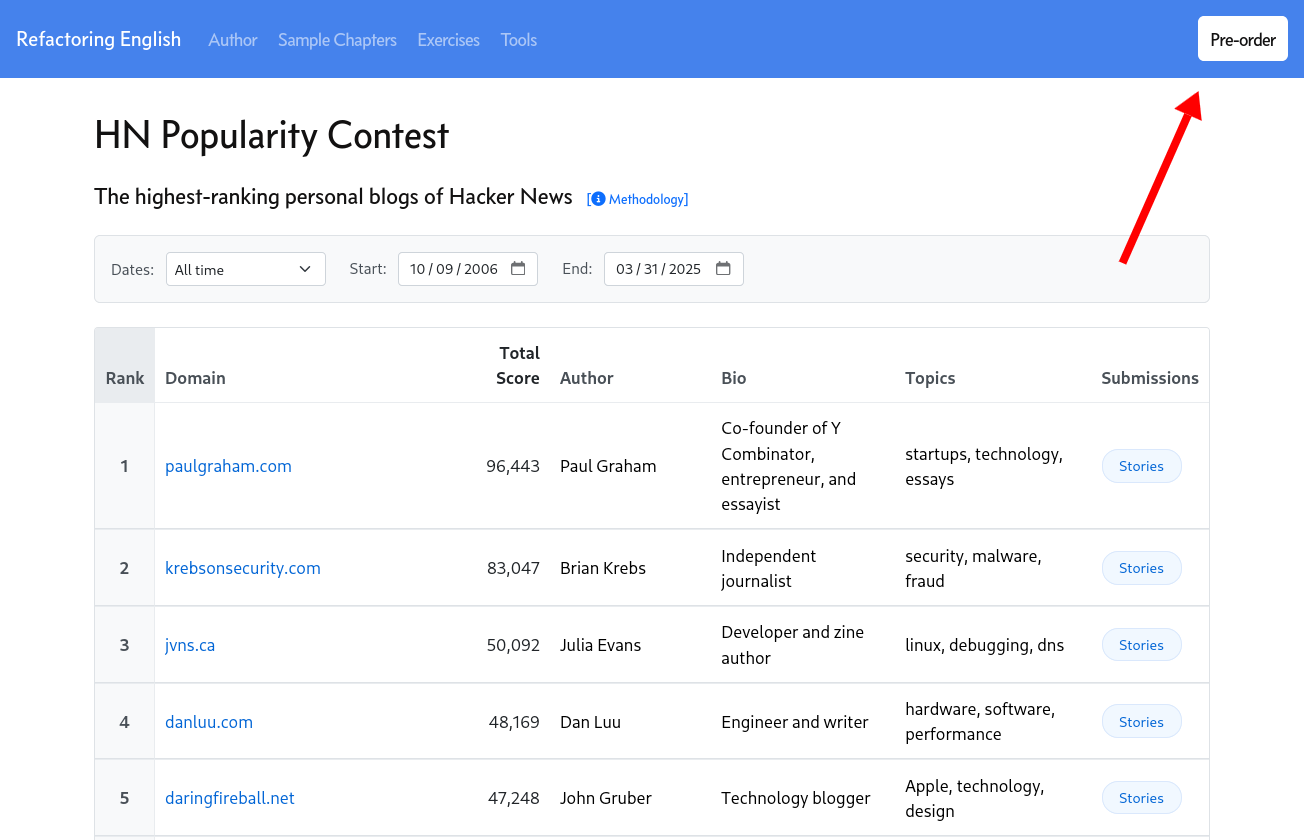 Refactoring English Author Sample Chapters Exercises Tools Pre-order
HN Popularity Contest
The highest-ranking personal blogs of Hacker News [i Methodology]
Dates: All time Start: 10 / 09 / 2006 End: 03 / 31 / 2025
Rank Domain Total Score Author Bio Topics Submissions
1 paulgraham.com 96,443 Paul Graham Co-founder of Y Combinator, entrepreneur, and essayist startups, technology, essays Stories
2 krebsonsecurity.com 83,047 Brian Krebs Independent journalist security, malware, fraud Stories
3 jvns.ca 50,092 Julia Evans Developer and zine author linux, debugging, dns Stories
4 danluu.com 48,169 Dan Luu Engineer and writer hardware, software, performance Stories
5 daringfireball.net 47,248 John Gruber Technology blogger Apple, technology, design Stories